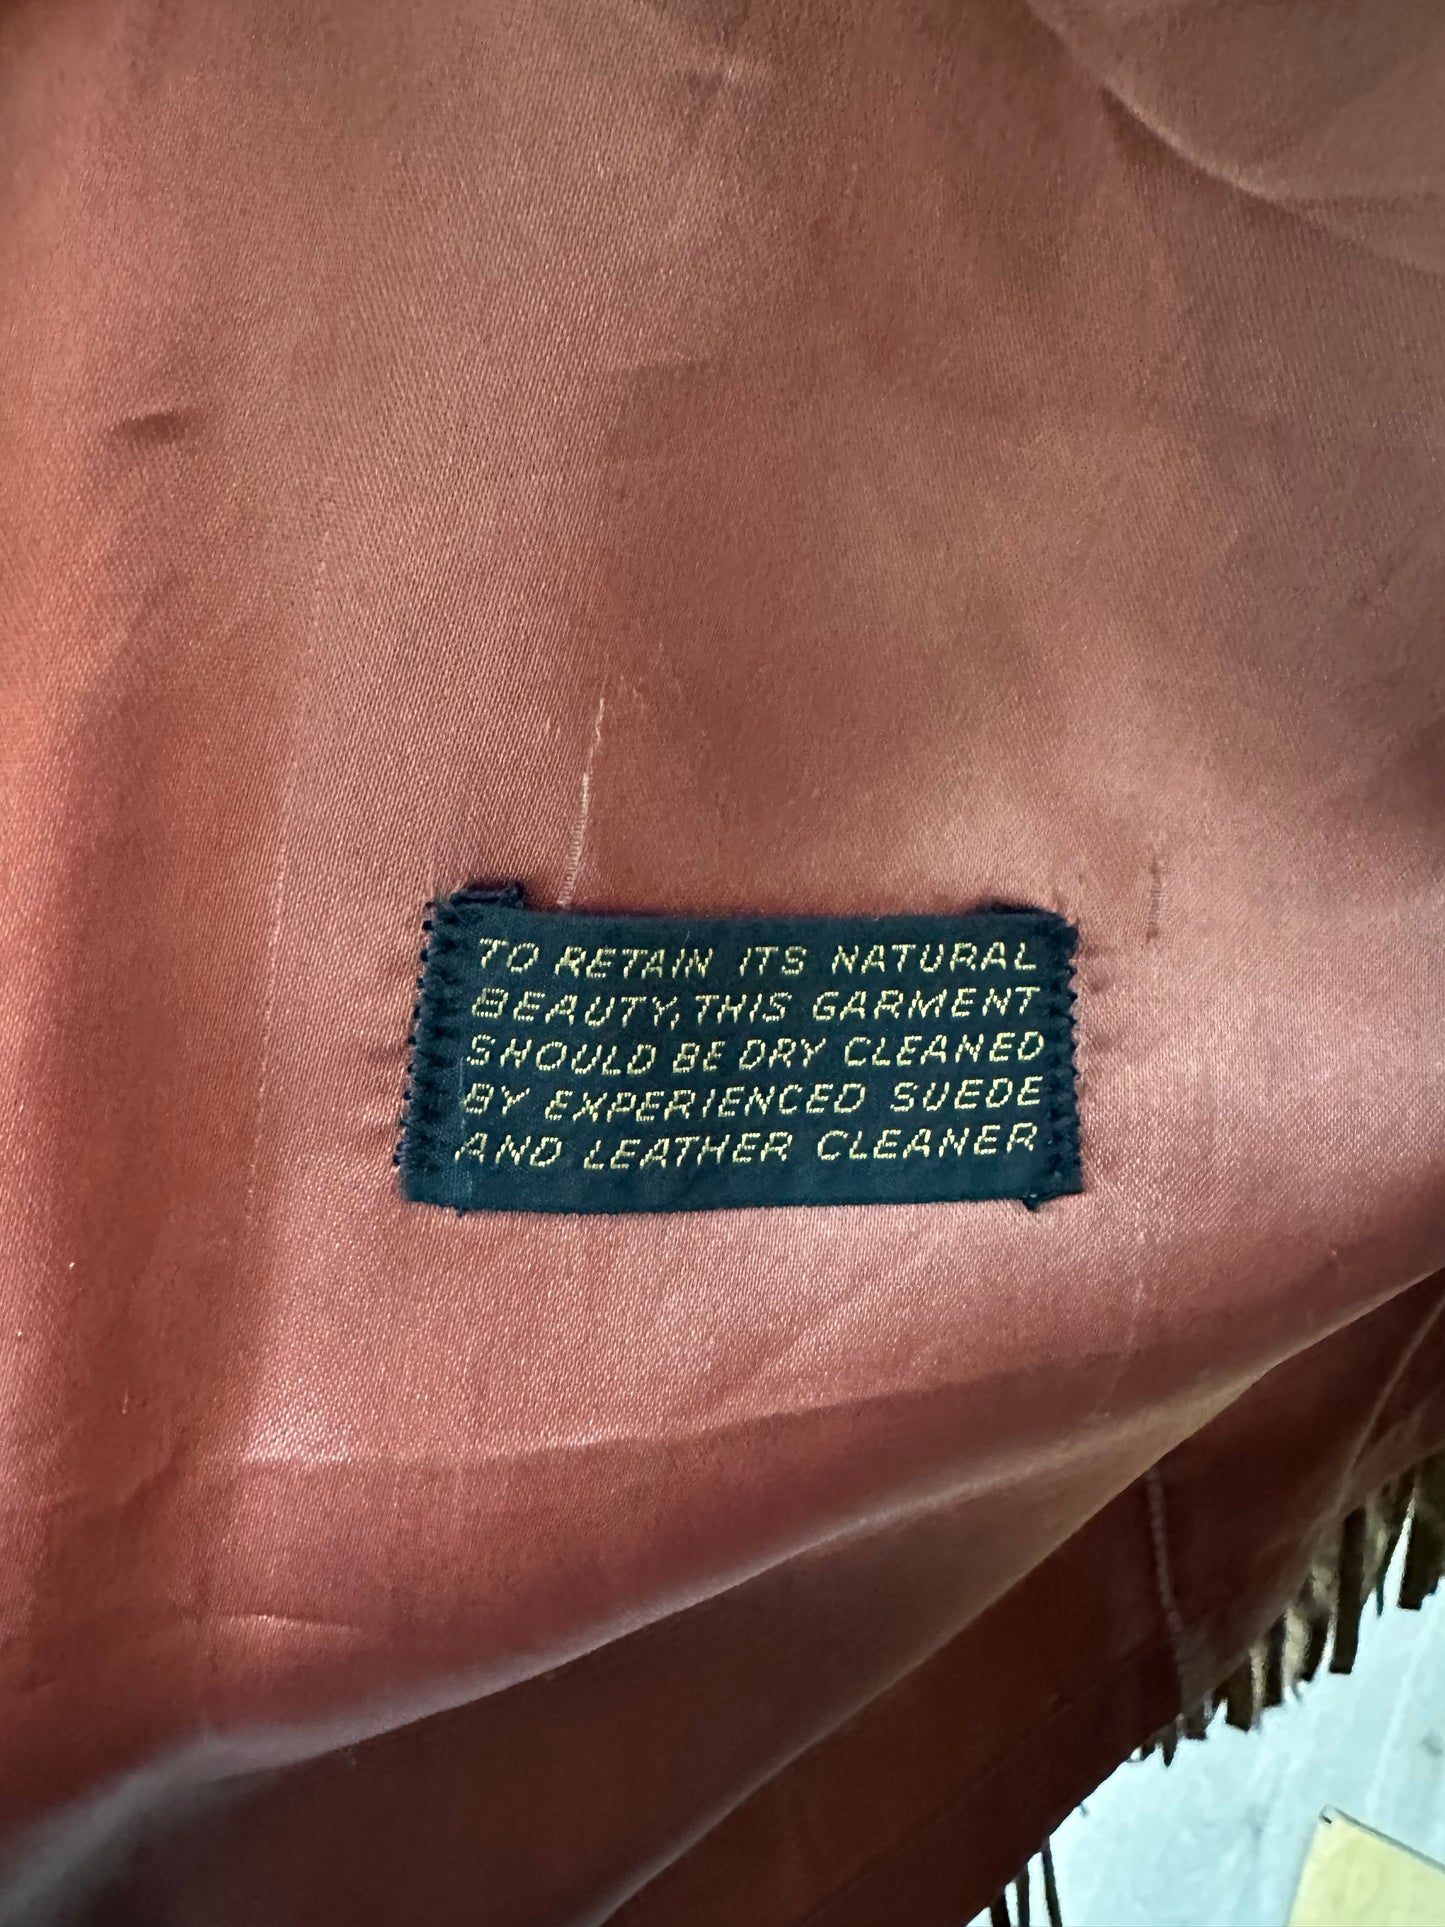 TO RETAIN ITS NATURAL
BEAUTY, THIS GARMENT
SHOULD BE DRY CLEANED
BY EXPERIENCED SUEDE
AND LEATHER CLEANER